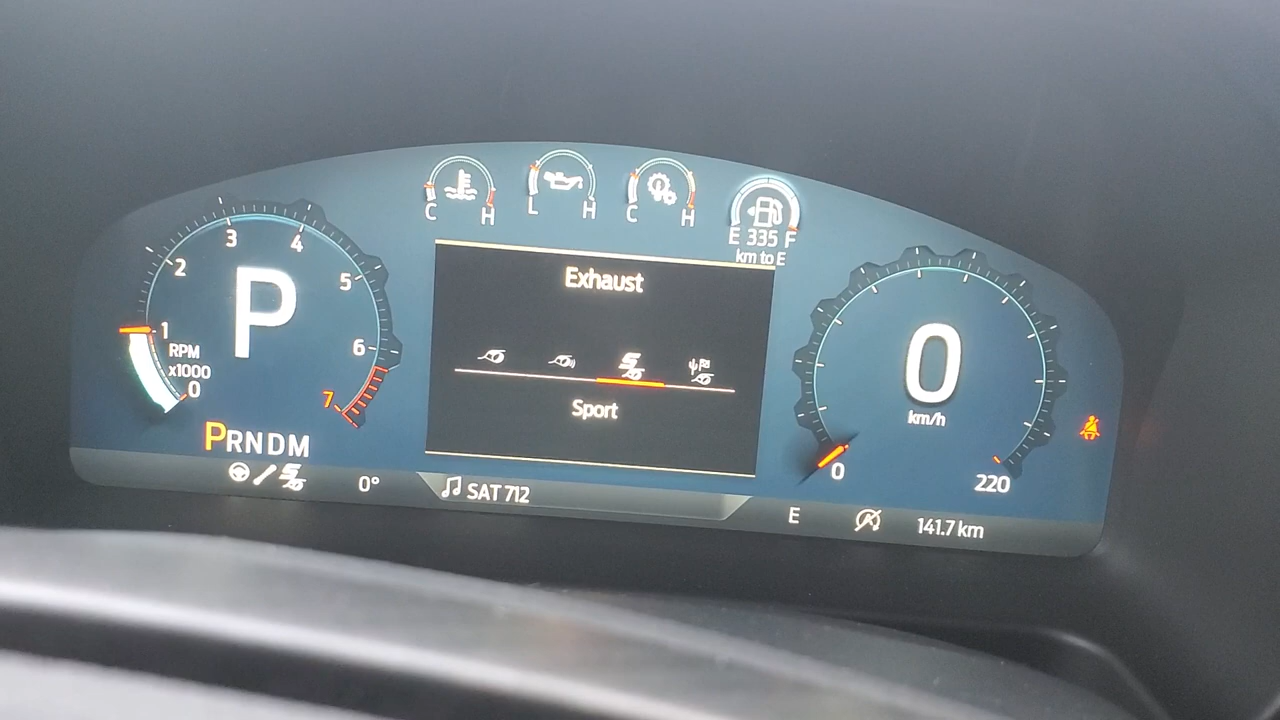 C H
L H
C H
E 335 F
km to E
Exhaust
Sport
3
4
2
5
1
6
RPM
x1000
0
7
P
PRNDM
0°
SAT 712
0
km/h
0
220
E
141.7 km
S
S